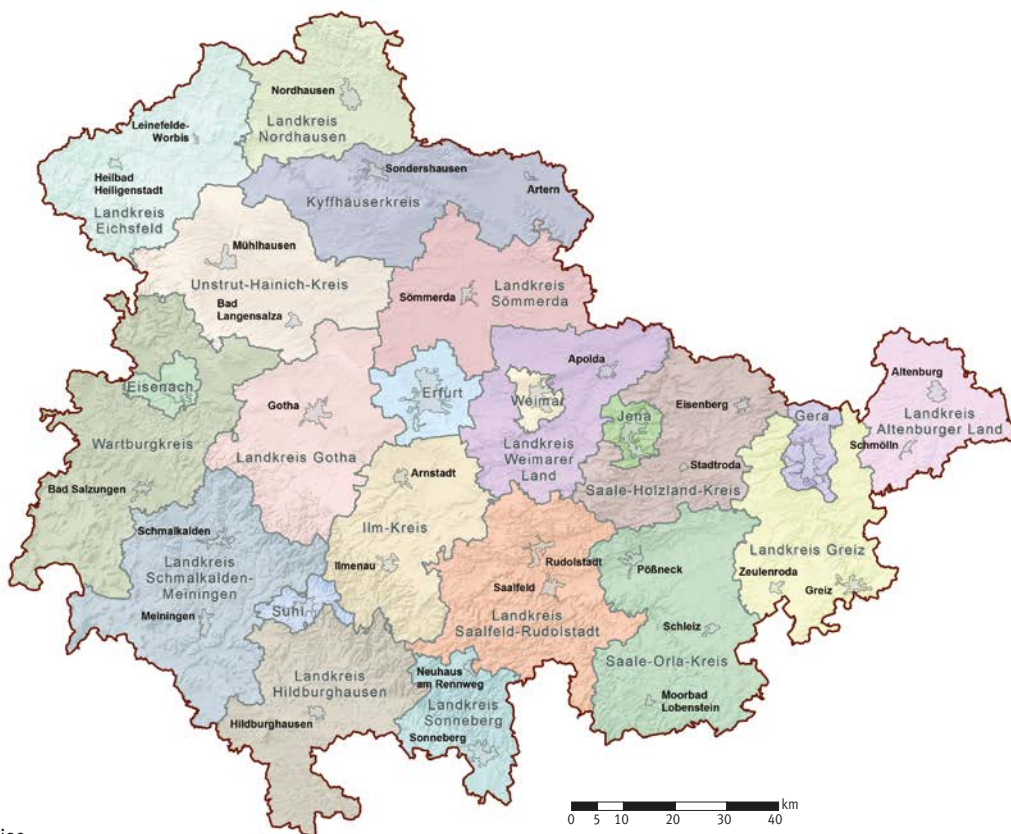 Nordhausen
Landkreis
Nordhausen
Leinefelde-
Worbis
Heilbad
Heiligenstadt
Landkreis
Eichsfeld
Sondershausen
Artern
Kyffhäuserkreis
Mühlhausen
Unstrut-Hainich-Kreis
Bad
Langensalza
Sömmerda
Landkreis
Sömmerda
Eisenach
Wartburgkreis
Bad Salzungen
Gotha
Landkreis Gotha
Erfurt
Apolda
Weimar
Landkreis
Weimarer
Land
Jena
Eisenberg
Stadtroda
Saale-Holzland-Kreis
Gera
Altenburg
Landkreis
Altenburger Land
Schmölln
Arnstadt
Ilm-Kreis
Ilmenau
Schmalkalden
Landkreis
Schmalkalden-
Meiningen
Meiningen
Suhl
Rudolstadt
Saalfeld
Landkreis
Saalfeld-Rudolstadt
Pößneck
Schleiz
Saale-Orla-Kreis
Moorbad
Lobenstein
Landkreis Greiz
Zeulenroda
Greiz
Landkreis
Hildburghausen
Hildburghausen
Neuhaus
am Rennweg
Landkreis
Sonneberg
Sonneberg
km
0 5 10 20 30 40